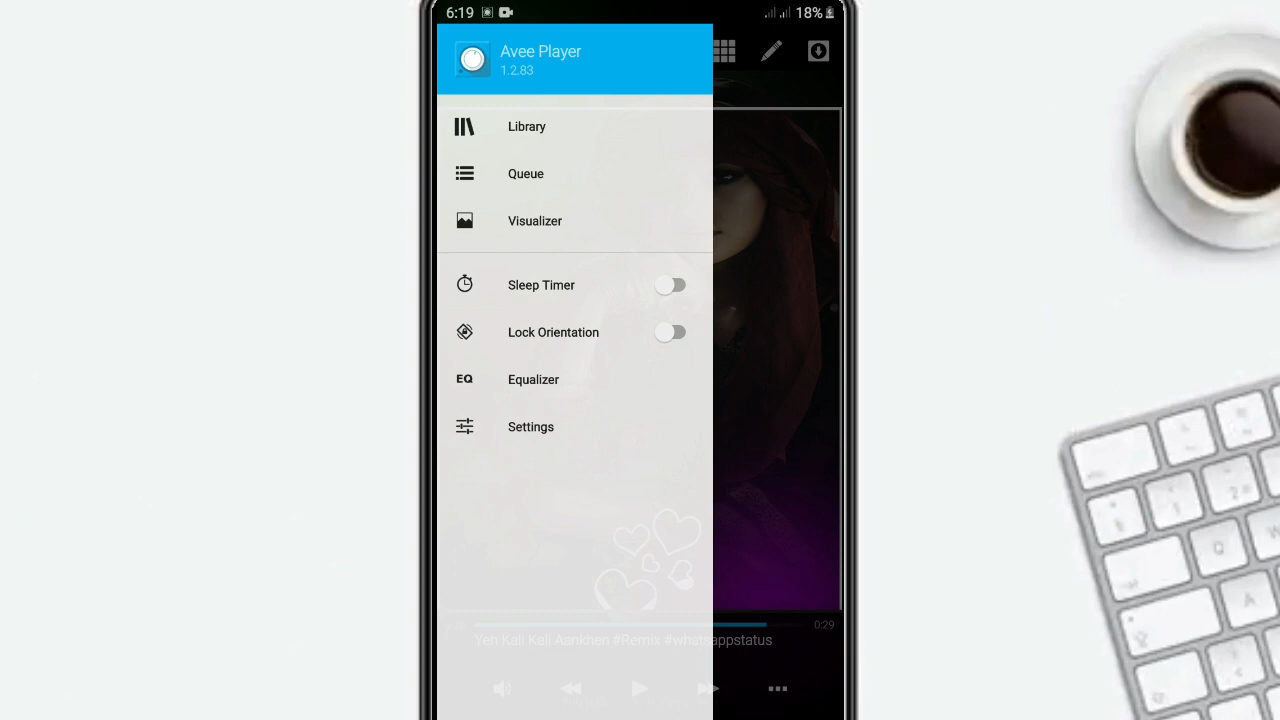 6:19
18%
Avee Player
1.2.83
Library
Queue
Visualizer
Sleep Timer
Lock Orientation
EQ Equalizer
Settings
0:29
Yeh Kali Kali Aankhen #Remix #whatsappstatus
Q
A